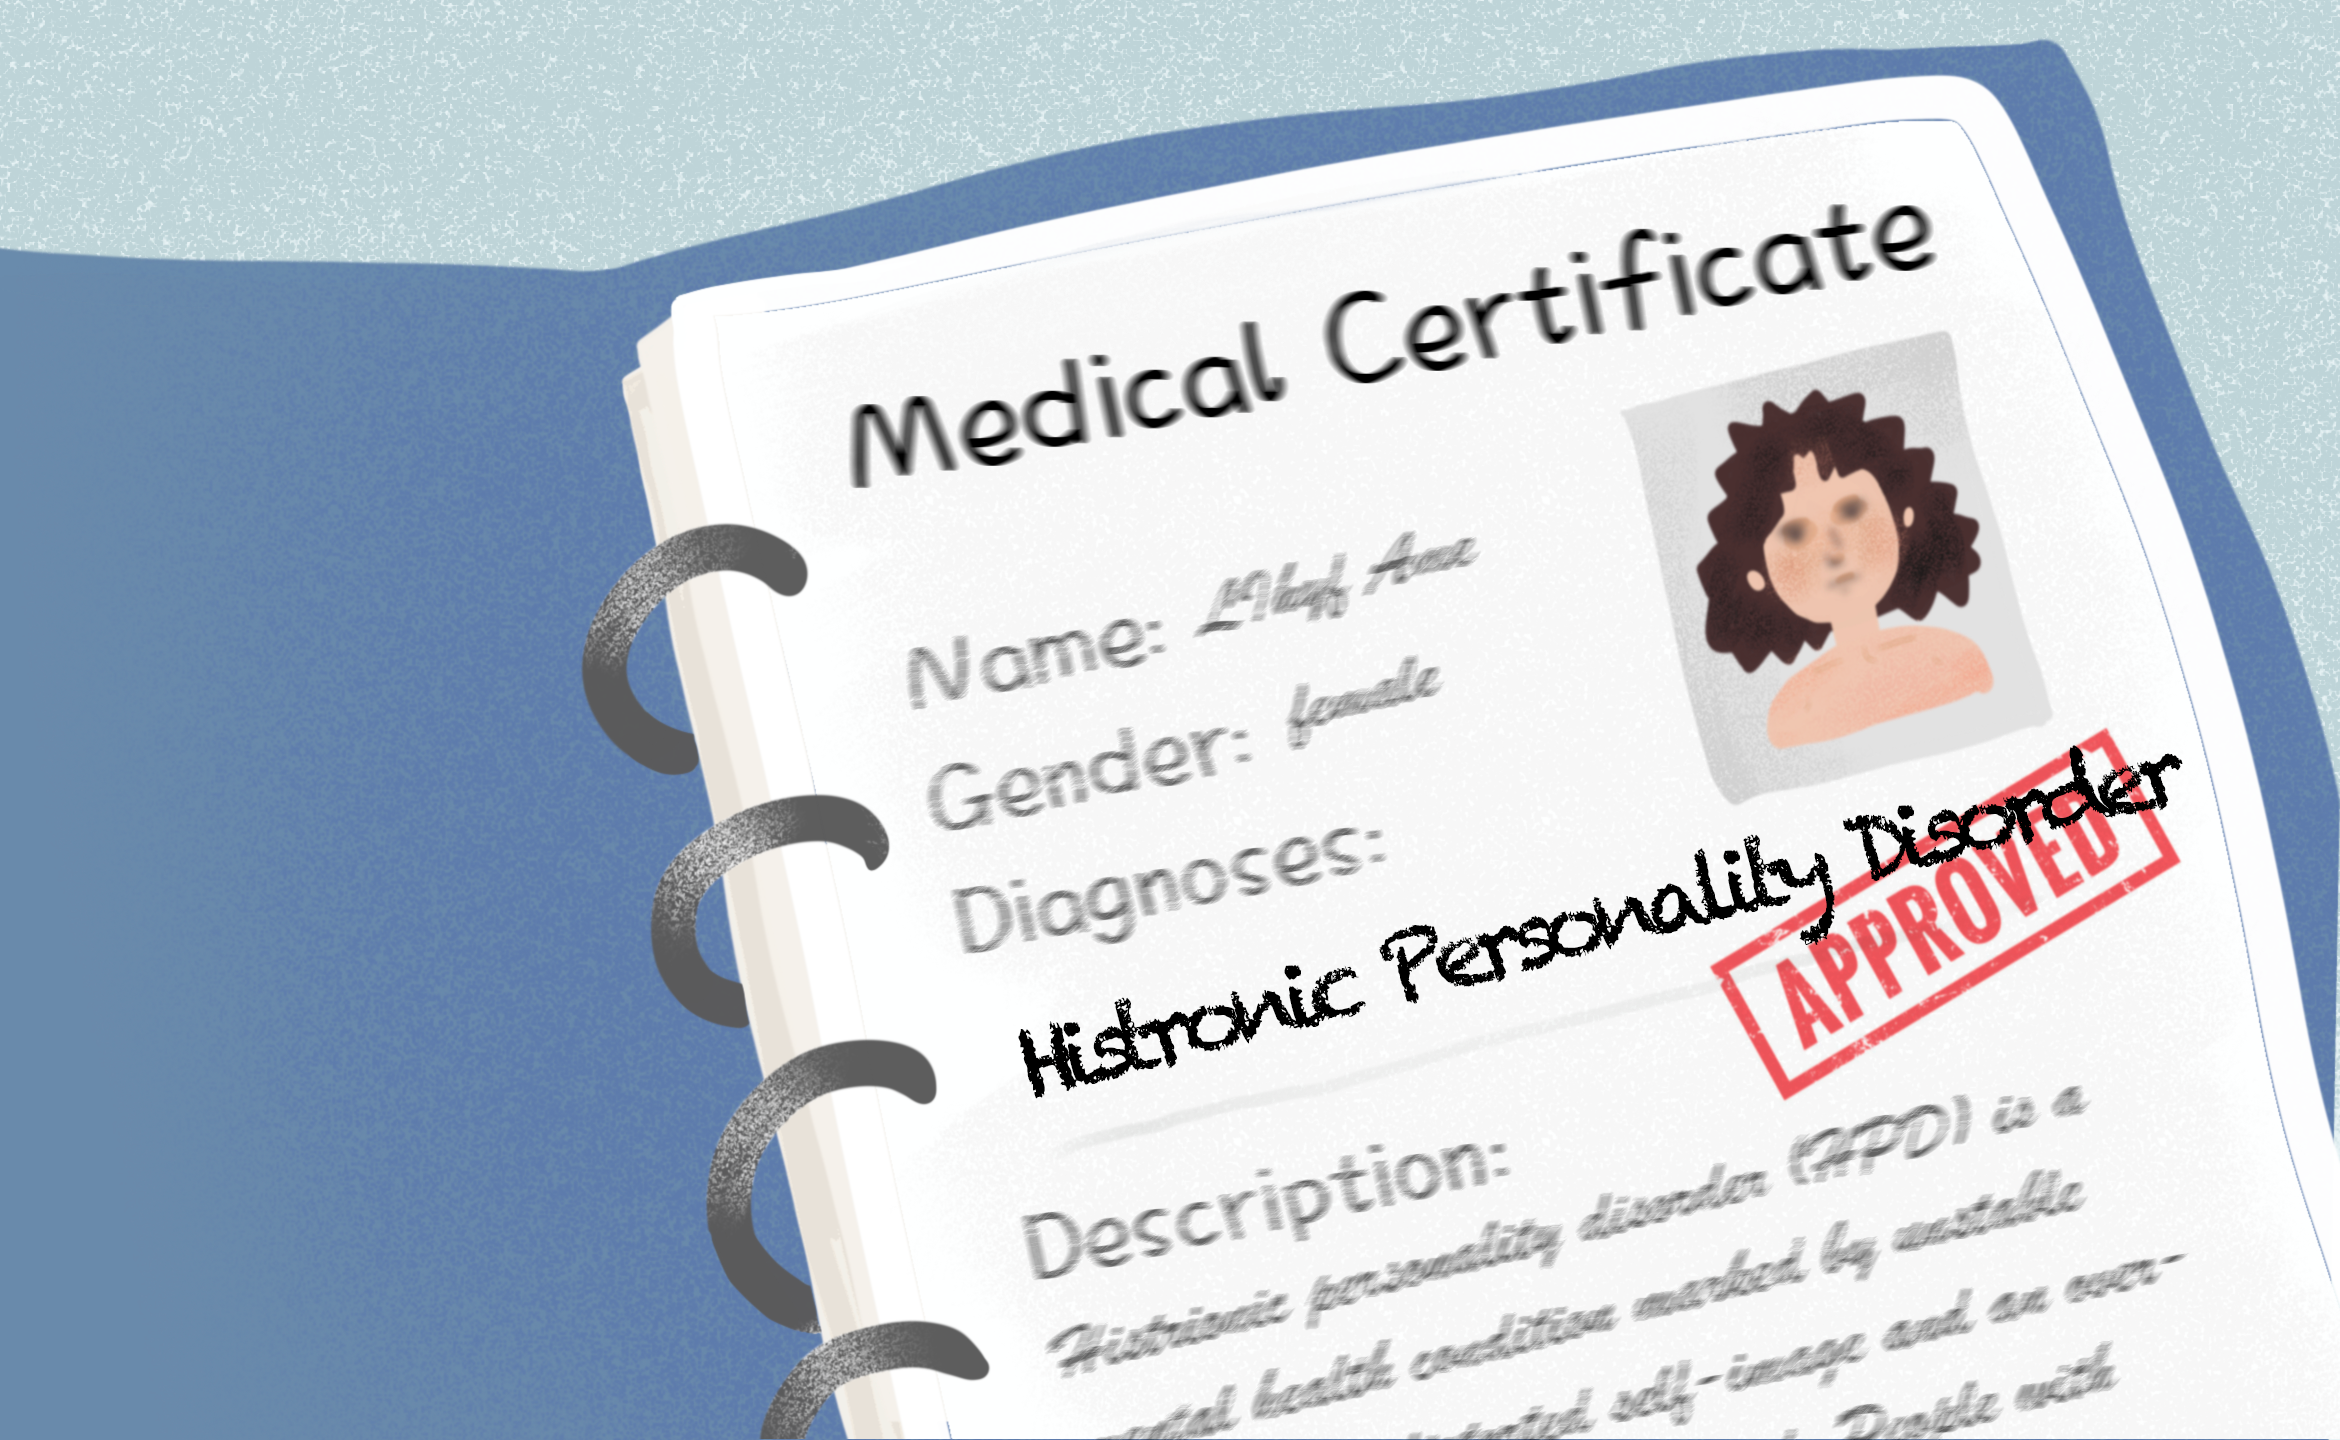 Medical Certificate
Name:
Gender: female
Diagnoses:
Histronic Personality Disorder
APPROVED
Description:
Histrionic personality disorder (HPD) is a
mental health condition marked by unstable
self-image and an over-
People with